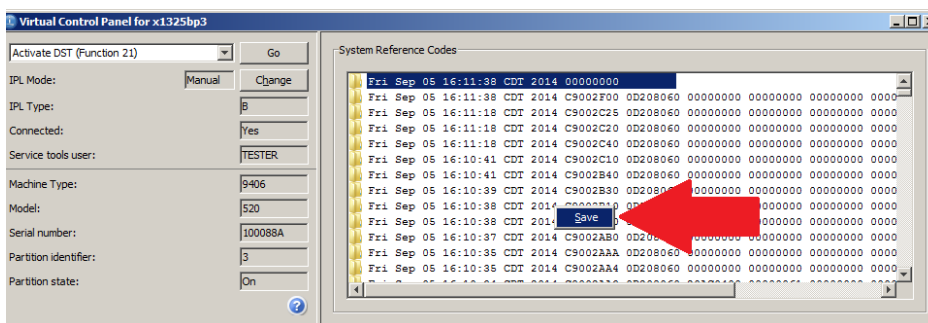 Virtual Control Panel for x1325bp3
Activate DST (Function 21)
Go
IPL Mode:
Manual
Change
IPL Type:
B
Connected:
Yes
Service tools user:
TESTER
Machine Type:
9406
Model:
520
Serial number:
100088A
Partition identifier:
3
Partition state:
On
?
System Reference Codes
Fri Sep 05 16:11:38 CDT 2014 00000000
Fri Sep 05 16:11:38 CDT 2014 C9002F00 0D208060 00000000 00000000 00000000 0000
Fri Sep 05 16:11:18 CDT 2014 C9002C25 0D208060 00000000 00000000 00000000 0000
Fri Sep 05 16:11:18 CDT 2014 C9002C20 0D208060 00000000 00000000 00000000 0000
Fri Sep 05 16:11:18 CDT 2014 C9002C40 0D208060 00000000 00000000 00000000 0000
Fri Sep 05 16:10:41 CDT 2014 C9002C10 0D208060 00000000 00000000 00000000 0000
Fri Sep 05 16:10:41 CDT 2014 C9002B40 0D208060 00000000 00000000 00000000 0000
Fri Sep 05 16:10:39 CDT 2014 C9002B30 0D208060 00000000 00000000 0000
Fri Sep 05 16:10:38 CDT 2014 00000000 0000
Fri Sep 05 16:10:38 CDT 2014 00000000 0000
Save
Fri Sep 05 16:10:37 CDT 2014 C9002AB0 00000000 0000
Fri Sep 05 16:10:35 CDT 2014 C9002AAA 0D208060 00000000 00000000 0000
Fri Sep 05 16:10:35 CDT 2014 C9002AA4 0D208060 00000000 00000000 00000000 0000